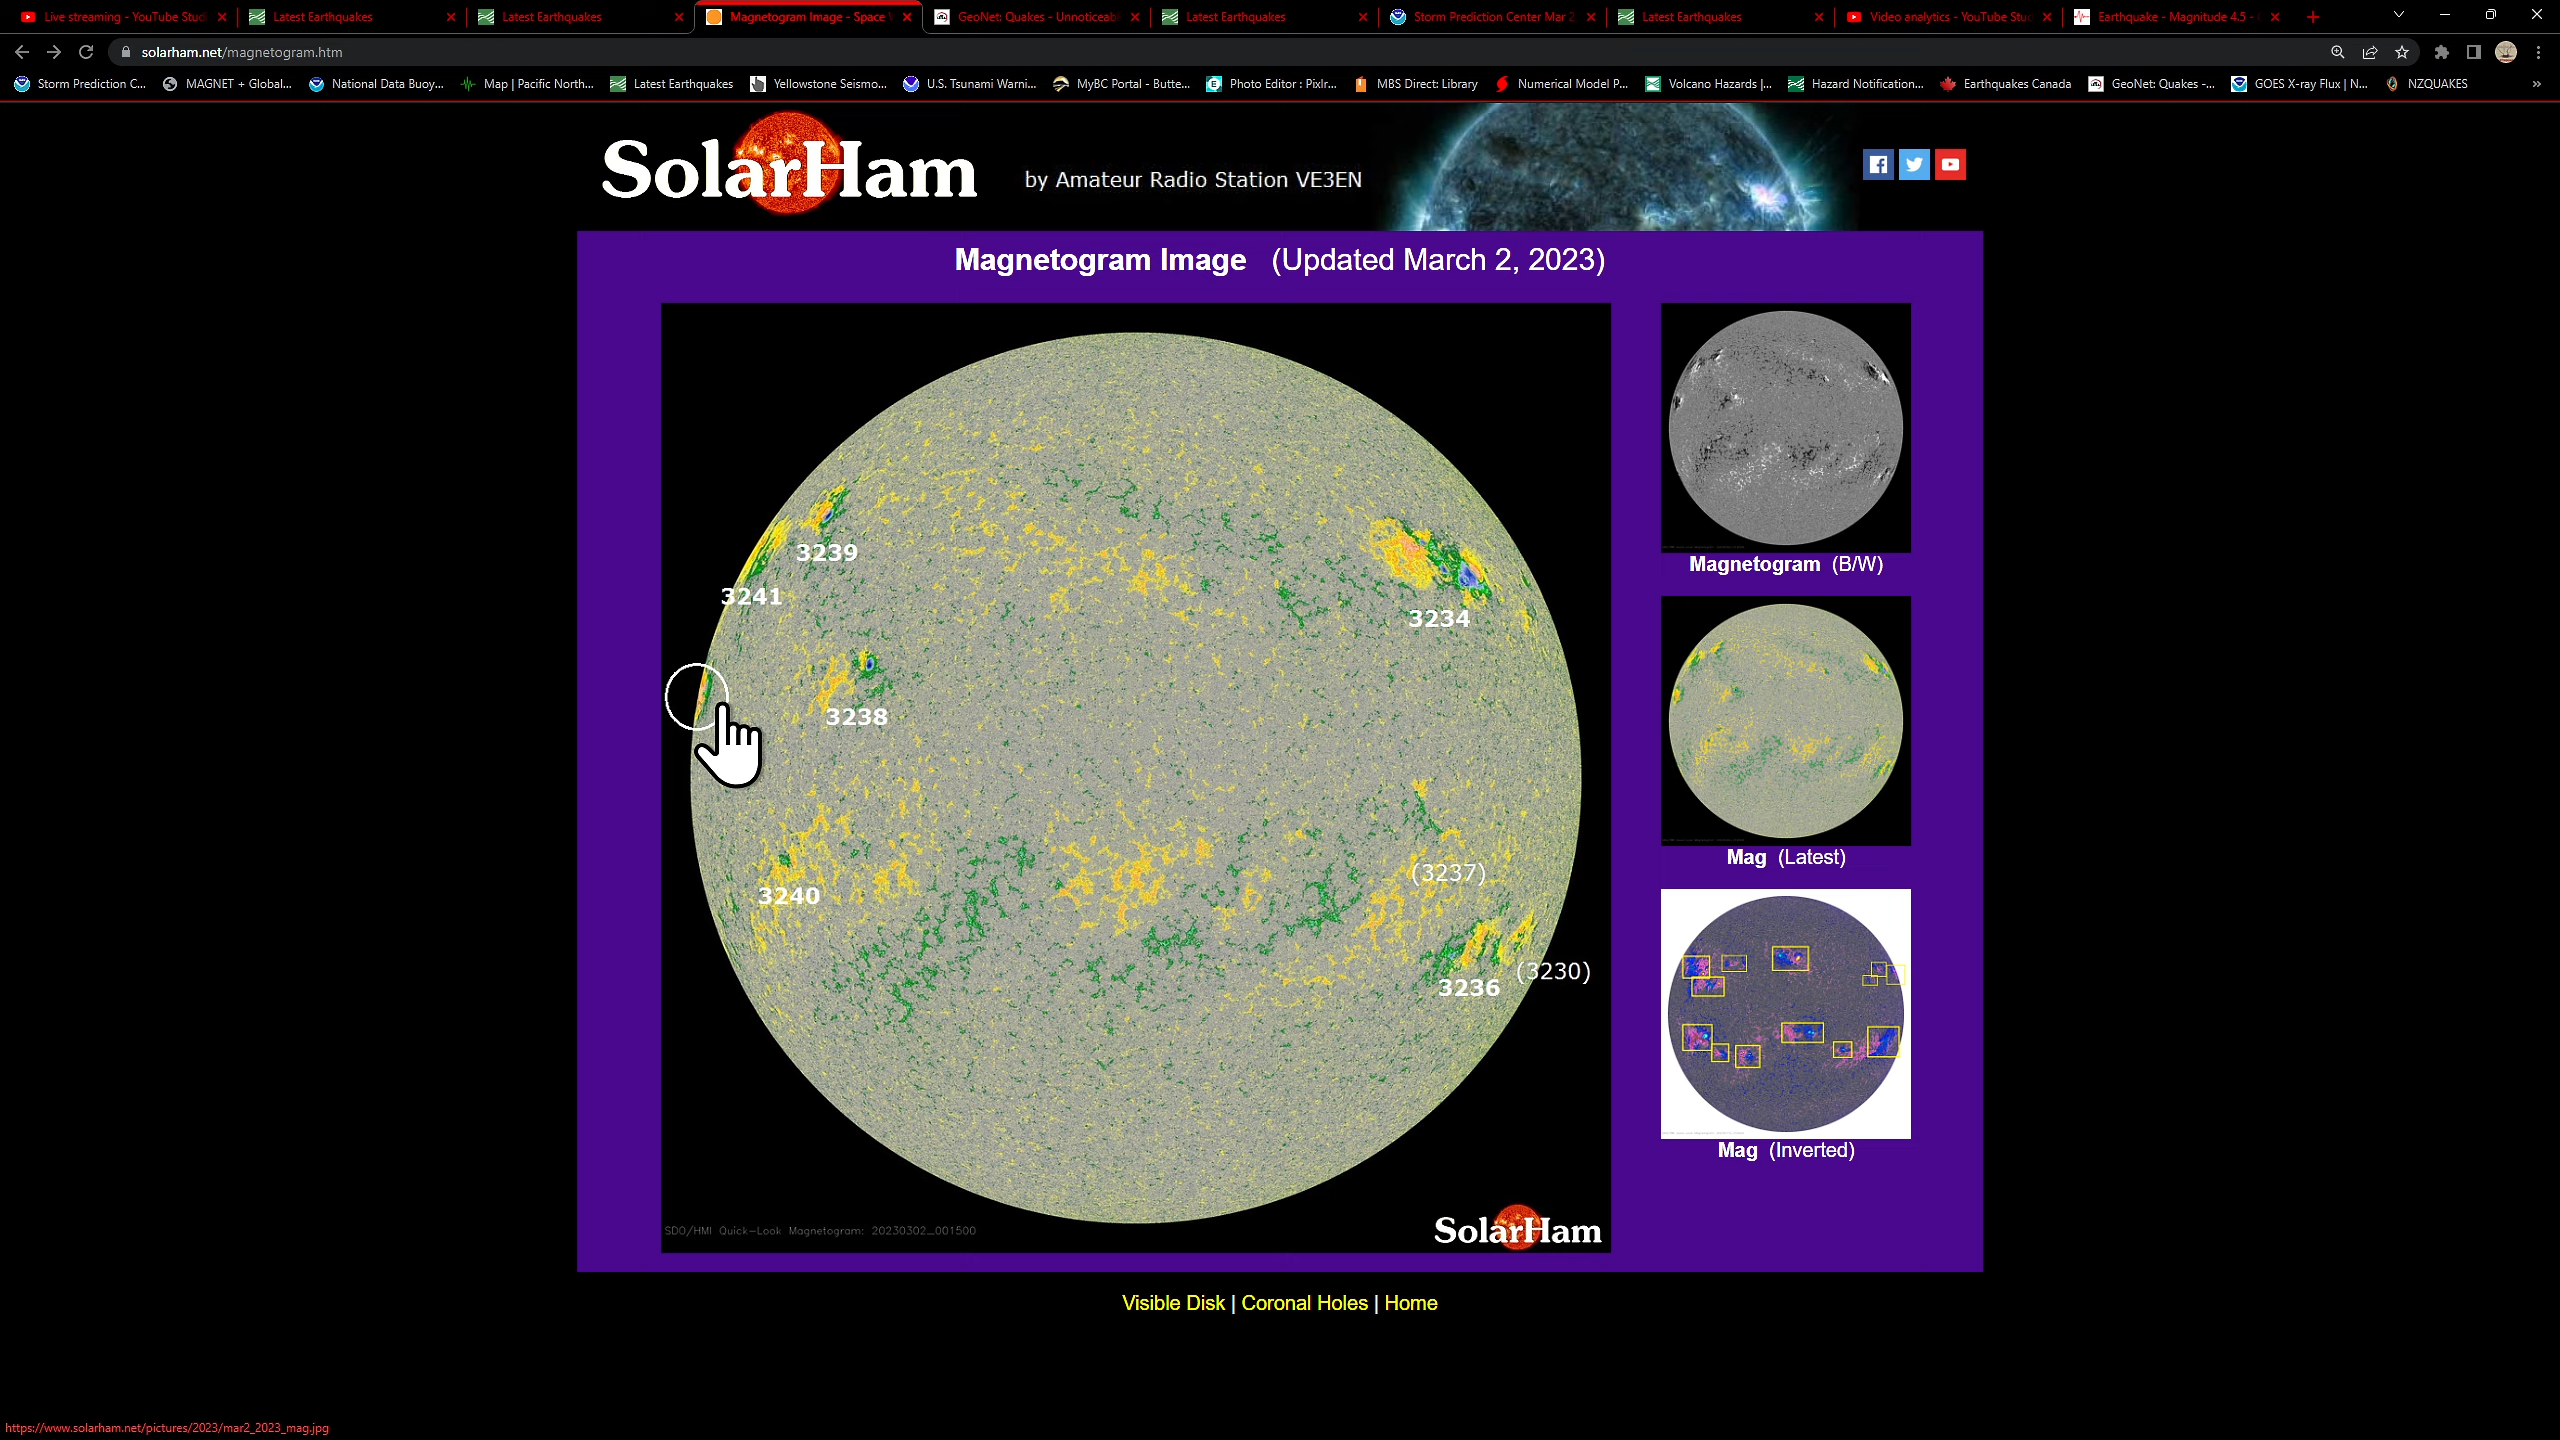 Live streaming - YouTube Studi
Latest Earthquakes
Latest Earthquakes
Magnetogram Image - Space W
GeoNet: Quakes - Unnoticeabl
Latest Earthquakes
Storm Prediction Center Mar 2
Latest Earthquakes
Video analytics - YouTube Stud
Earthquake - Magnitude 4.5 -
solarham.net/magnetogram.htm
Storm Prediction C...
MAGNET + Global...
National Data Buoy...
Map | Pacific North...
Latest Earthquakes
Yellowstone Seismo...
U.S. Tsunami Warni...
MyBC Portal - Butte...
Photo Editor : Pixlr...
MBS Direct: Library
Numerical Model P...
Volcano Hazards |...
Hazard Notification...
Earthquakes Canada
GeoNet: Quakes -...
GOES X-ray Flux | N...
NZQUAKES
SolarHam
by Amateur Radio Station VE3EN
Magnetogram Image (Updated March 2, 2023)
3239
3241
3234
3238
(3237)
3240
(3230)
3236
SDO/HMI Quick-Look Magnetogram: 20230302_001500
SolarHam
Magnetogram (B/W)
Mag (Latest)
Mag (Inverted)
Visible Disk | Coronal Holes | Home
https://www.solarham.net/pictures/2023/mar2_2023_mag.jpg